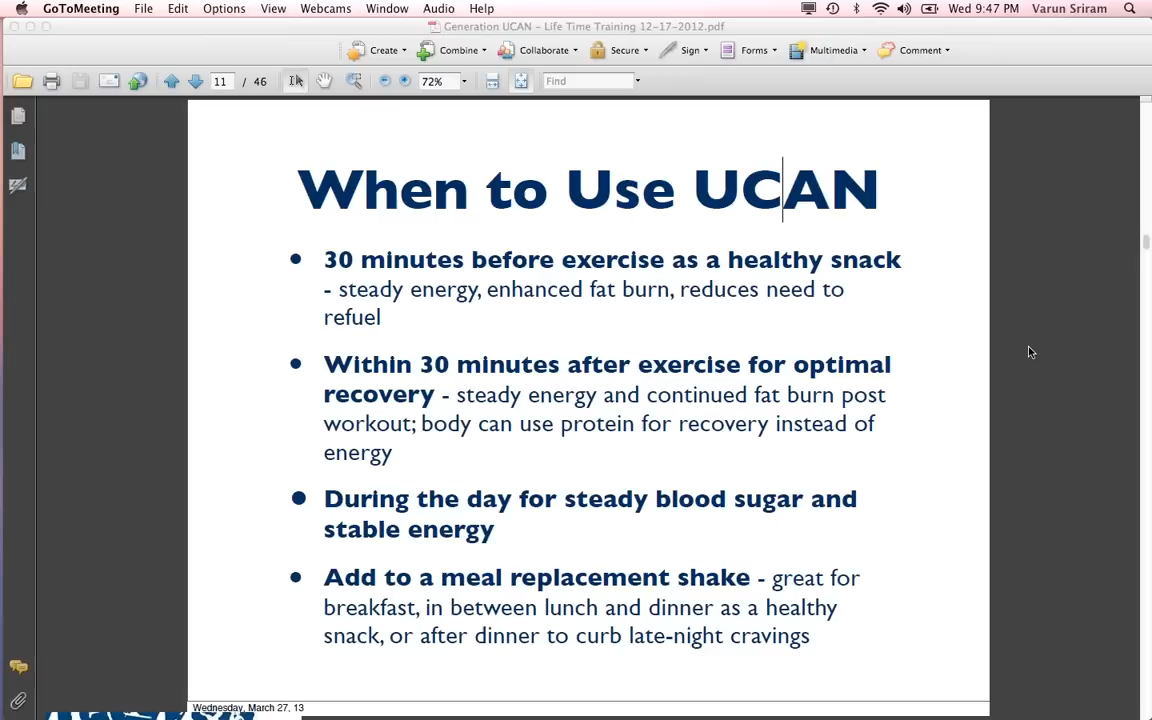 GoToMeeting File Edit Options View Webcams Window Audio Help Wed 9:47 PM Varun Sriram
Generation UCAN – Life Time Training 12-17-2012.pdf
Create Combine Collaborate Secure Sign Forms Multimedia Comment
11 / 46 72% Find
When to Use UCAN
• 30 minutes before exercise as a healthy snack
- steady energy, enhanced fat burn, reduces need to
refuel
• Within 30 minutes after exercise for optimal
recovery - steady energy and continued fat burn post
workout; body can use protein for recovery instead of
energy
• During the day for steady blood sugar and
stable energy
• Add to a meal replacement shake - great for
breakfast, in between lunch and dinner as a healthy
snack, or after dinner to curb late-night cravings
Wednesday, March 27, 13